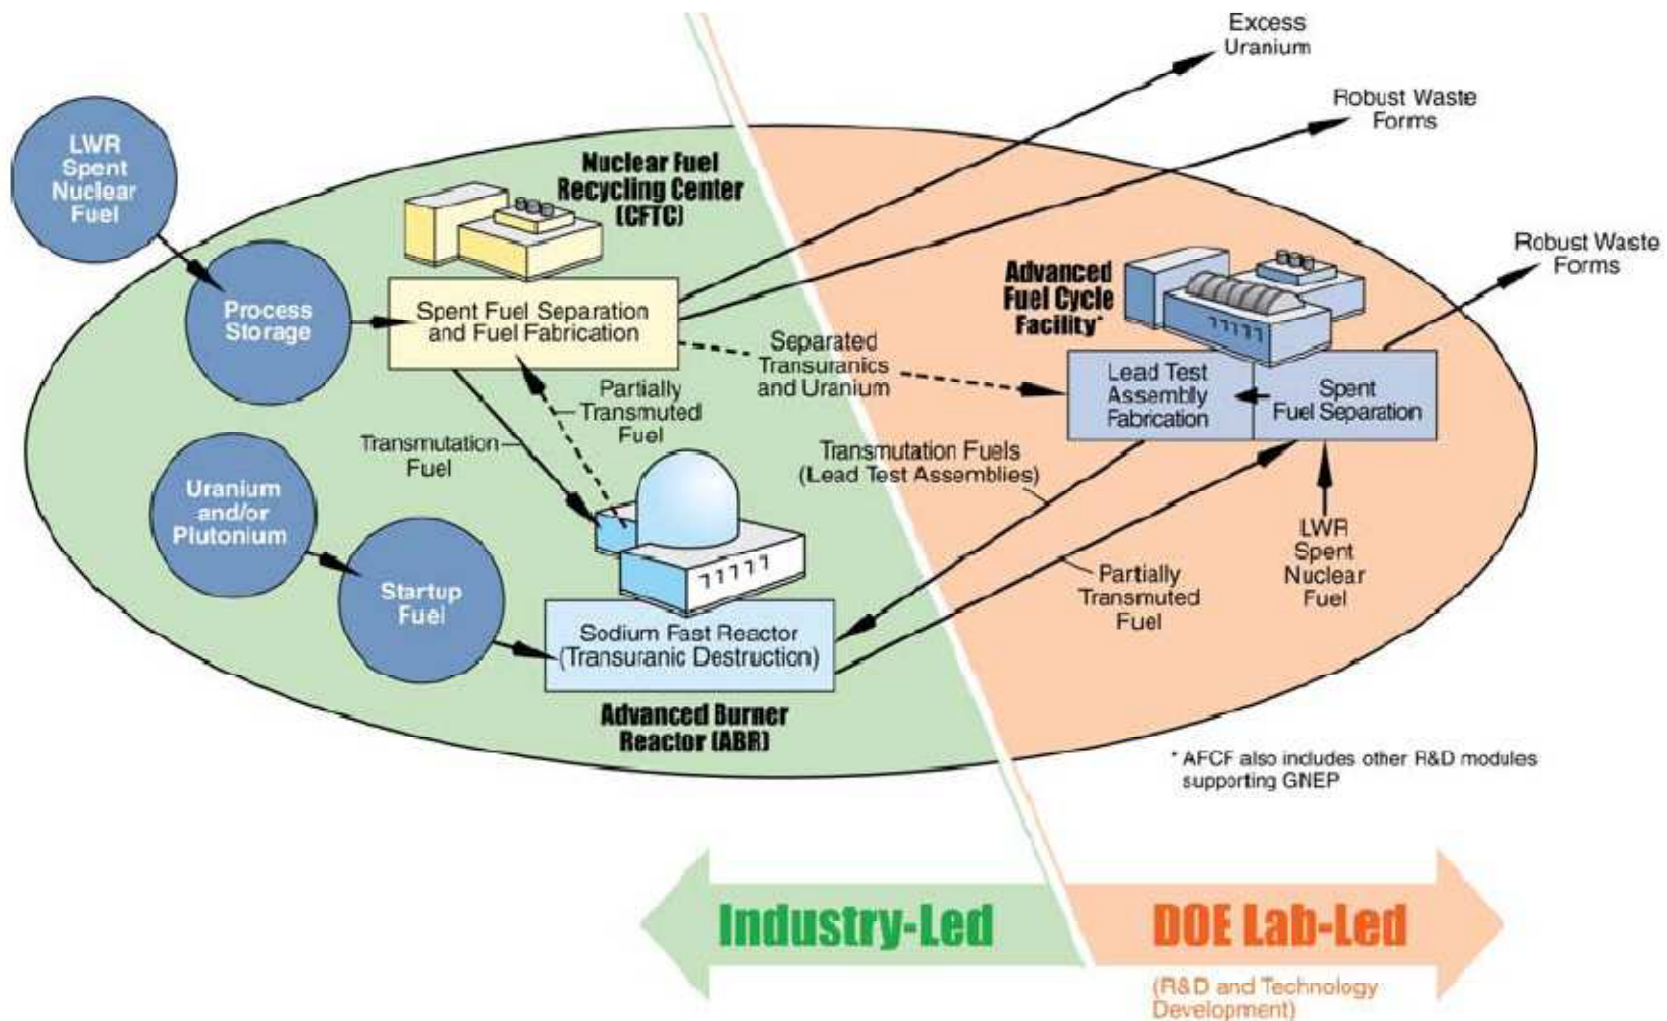 Excess
Uranium
Robust Waste
Forms
LWR
Spent
Nuclear
Fuel
Nuclear Fuel
Recycling Center
(CFTC)
Robust Waste
Forms
Process
Storage
Spent Fuel Separation
and Fuel Fabrication
Advanced
Fuel Cycle
Facility*
Separated
Transuranics
and Uranium
Lead Test
Assembly
Fabrication
Spent
Fuel Separation
Partially
Transmuted
Fuel
Transmutation
Fuel
Transmutation Fuels
(Lead Test Assemblies)
Uranium
and/or
Plutonium
LWR
Spent
Nuclear
Fuel
Partially
Transmuted
Fuel
Startup
Fuel
Sodium Fast Reactor
(Transuranic Destruction)
Advanced Burner
Reactor (ABR)
* AFCF also includes other R&D modules
supporting GNEP
Industry-Led
DOE Lab-Led
(R&D and Technology
Development)